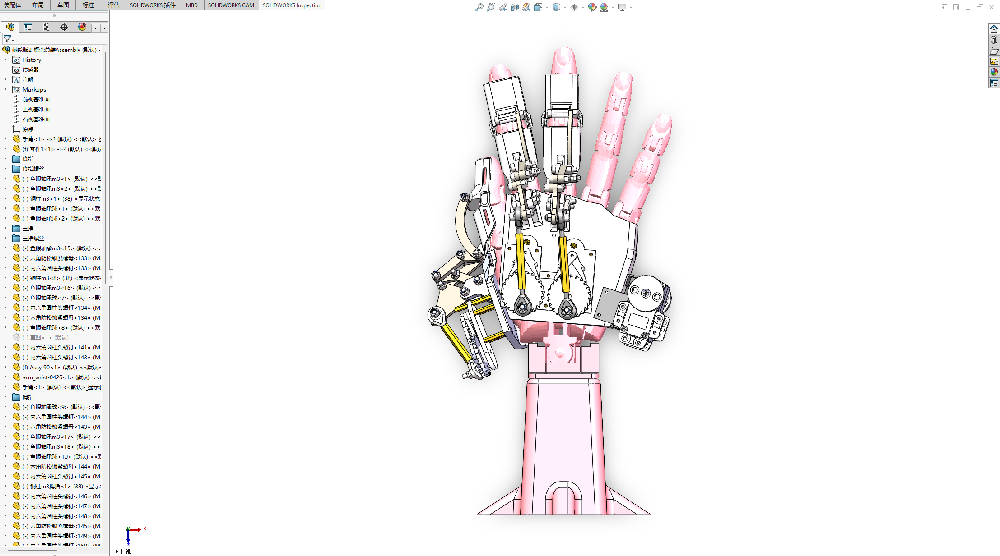 装配体 布局 草图 标注 评估 SOLIDWORKS 插件 MBD SOLIDWORKS CAM SOLIDWORKS Inspection
棘轮版2_概念总装Assembly (默认) <
History
传感器
注解
Markups
前视基准面
上视基准面
右视基准面
原点
手背<1> ->? (默认) <<默认>_
(f) 零件1<1> ->? (默认) <<默认
食指
食指螺丝
(-) 鱼眼轴承m3<1> (默认) <<
(-) 鱼眼轴承m3<2> (默认) <<
(-) 铜柱m3<1> (38) <显示状态-
(-) 鱼眼轴承球<1> (默认) <<
(-) 鱼眼轴承球<2> (默认) <<
三指
三指螺丝
(-) 鱼眼轴承m3<15> (默认) <<
(-) 六角防松锁紧螺母<133> (M
(-) 内六角圆柱头螺钉<133> (M
(-) 铜柱m3<8> (38) <显示状态-
(-) 鱼眼轴承m3<16> (默认) <<
(-) 鱼眼轴承球<7> (默认) <<
(-) 内六角圆柱头螺钉<134> (M
(-) 六角防松锁紧螺母<134> (M
(-) 鱼眼轴承球<8> (默认) <<
(-) 草图<1> (默认)
(-) 内六角圆柱头螺钉<141> (M
(-) 内六角圆柱头螺钉<143> (M
(f) Assy 90<1> (默认) <<默认>
arm_wrist-0426<1> (默认) <<
手臂<1> (默认) <<默认>_显示
拇指
(-) 鱼眼轴承球<9> (默认) <<
(-) 内六角圆柱头螺钉<144> (M
(-) 六角防松锁紧螺母<143> (M
(-) 鱼眼轴承m3<17> (默认) <<
(-) 鱼眼轴承m3<18> (默认) <<
(-) 鱼眼轴承球<10> (默认) <<
(-) 六角防松锁紧螺母<144> (M
(-) 内六角圆柱头螺钉<145> (M
(-) 铜柱m3拇指<1> (38) <显示
(-) 内六角圆柱头螺钉<146> (M
(-) 内六角圆柱头螺钉<147> (M
(-) 内六角圆柱头螺钉<148> (M
(-) 六角防松锁紧螺母<145> (M
(-) 内六角圆柱头螺钉<149> (M
(-) 内六角圆柱头螺钉<150> (M
X
Z
*上视